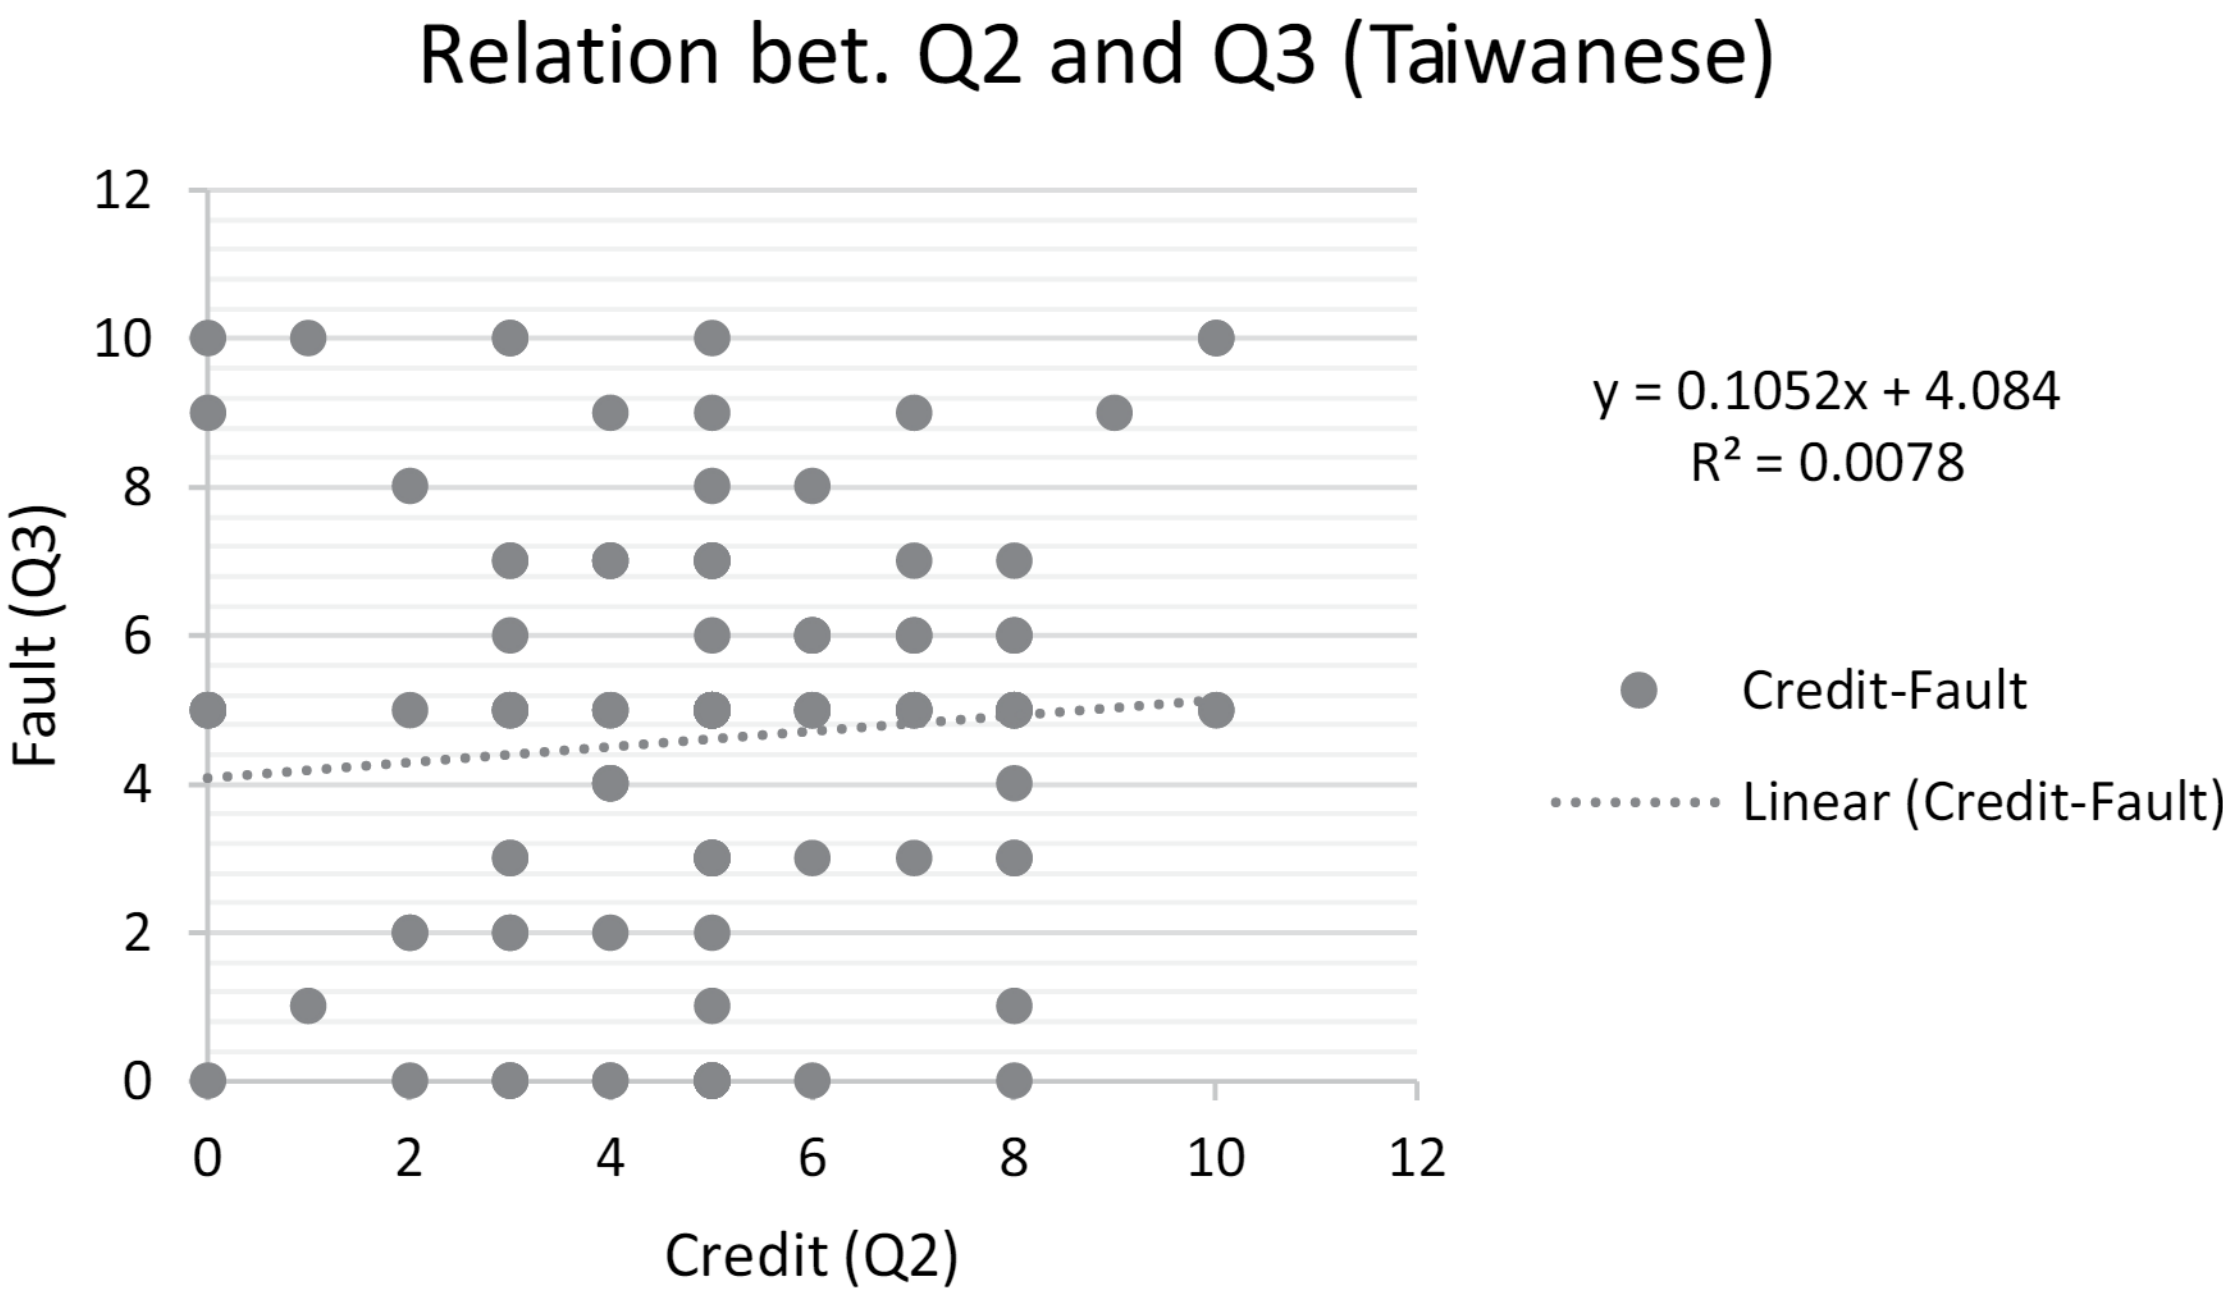 Relation bet. Q2 and Q3 (Taiwanese)
12
10
8
6
4
2
0
Fault (Q3)
0 2 4 6 8 10 12
Credit (Q2)
y = 0.1052x + 4.084
R² = 0.0078
Credit-Fault
Linear (Credit-Fault)